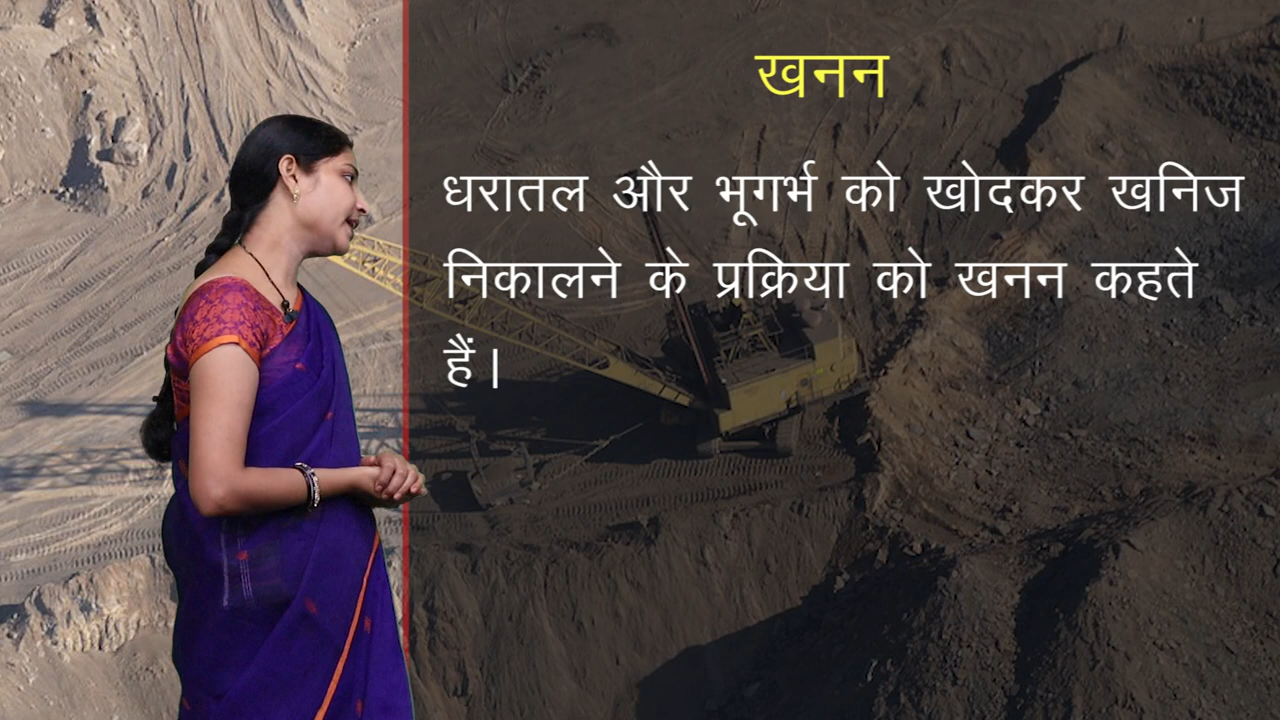 खनन
धरातल और भूगर्भ को खोदकर खनिज
निकालने के प्रक्रिया को खनन कहते
हैं।